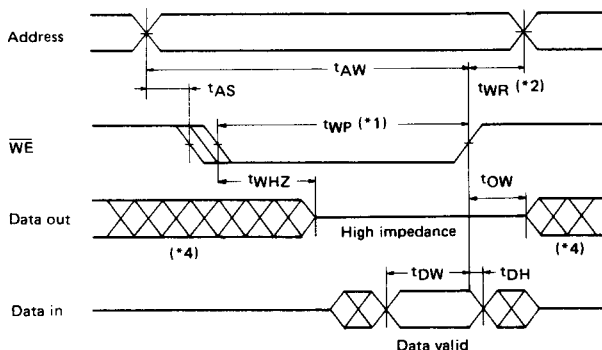 Address
tAW
tWR (*2)
tAS
WE
tWP (*1)
tWHZ
tOW
Data out
High impedance
(*4)
(*4)
tDW
tDH
Data in
Data valid